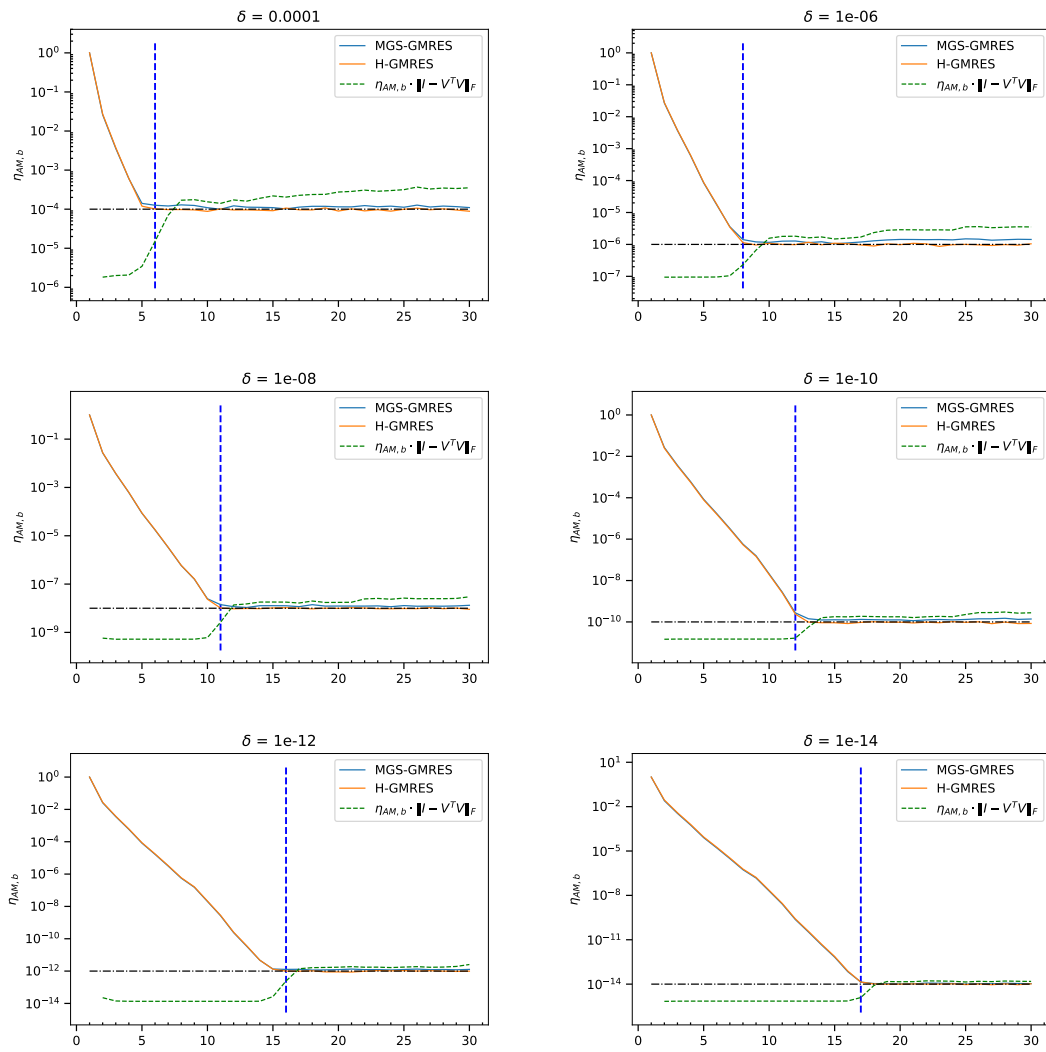 δ = 0.0001
MGS-GMRES
H-GMRES
η_{AM, b} · ‖I − V^T V‖_F
η_{AM, b}
10^0
10^{-1}
10^{-2}
10^{-3}
10^{-4}
10^{-5}
10^{-6}
0 5 10 15 20 25 30
δ = 1e-06
MGS-GMRES
H-GMRES
η_{AM, b} · ‖I − V^T V‖_F
η_{AM, b}
10^0
10^{-1}
10^{-2}
10^{-3}
10^{-4}
10^{-5}
10^{-6}
10^{-7}
0 5 10 15 20 25 30
δ = 1e-08
MGS-GMRES
H-GMRES
η_{AM, b} · ‖I − V^T V‖_F
η_{AM, b}
10^{-1}
10^{-3}
10^{-5}
10^{-7}
10^{-9}
0 5 10 15 20 25 30
δ = 1e-10
MGS-GMRES
H-GMRES
η_{AM, b} · ‖I − V^T V‖_F
η_{AM, b}
10^0
10^{-2}
10^{-4}
10^{-6}
10^{-8}
10^{-10}
0 5 10 15 20 25 30
δ = 1e-12
MGS-GMRES
H-GMRES
η_{AM, b} · ‖I − V^T V‖_F
η_{AM, b}
10^0
10^{-2}
10^{-4}
10^{-6}
10^{-8}
10^{-10}
10^{-12}
10^{-14}
0 5 10 15 20 25 30
δ = 1e-14
MGS-GMRES
H-GMRES
η_{AM, b} · ‖I − V^T V‖_F
η_{AM, b}
10^1
10^{-2}
10^{-5}
10^{-8}
10^{-11}
10^{-14}
0 5 10 15 20 25 30